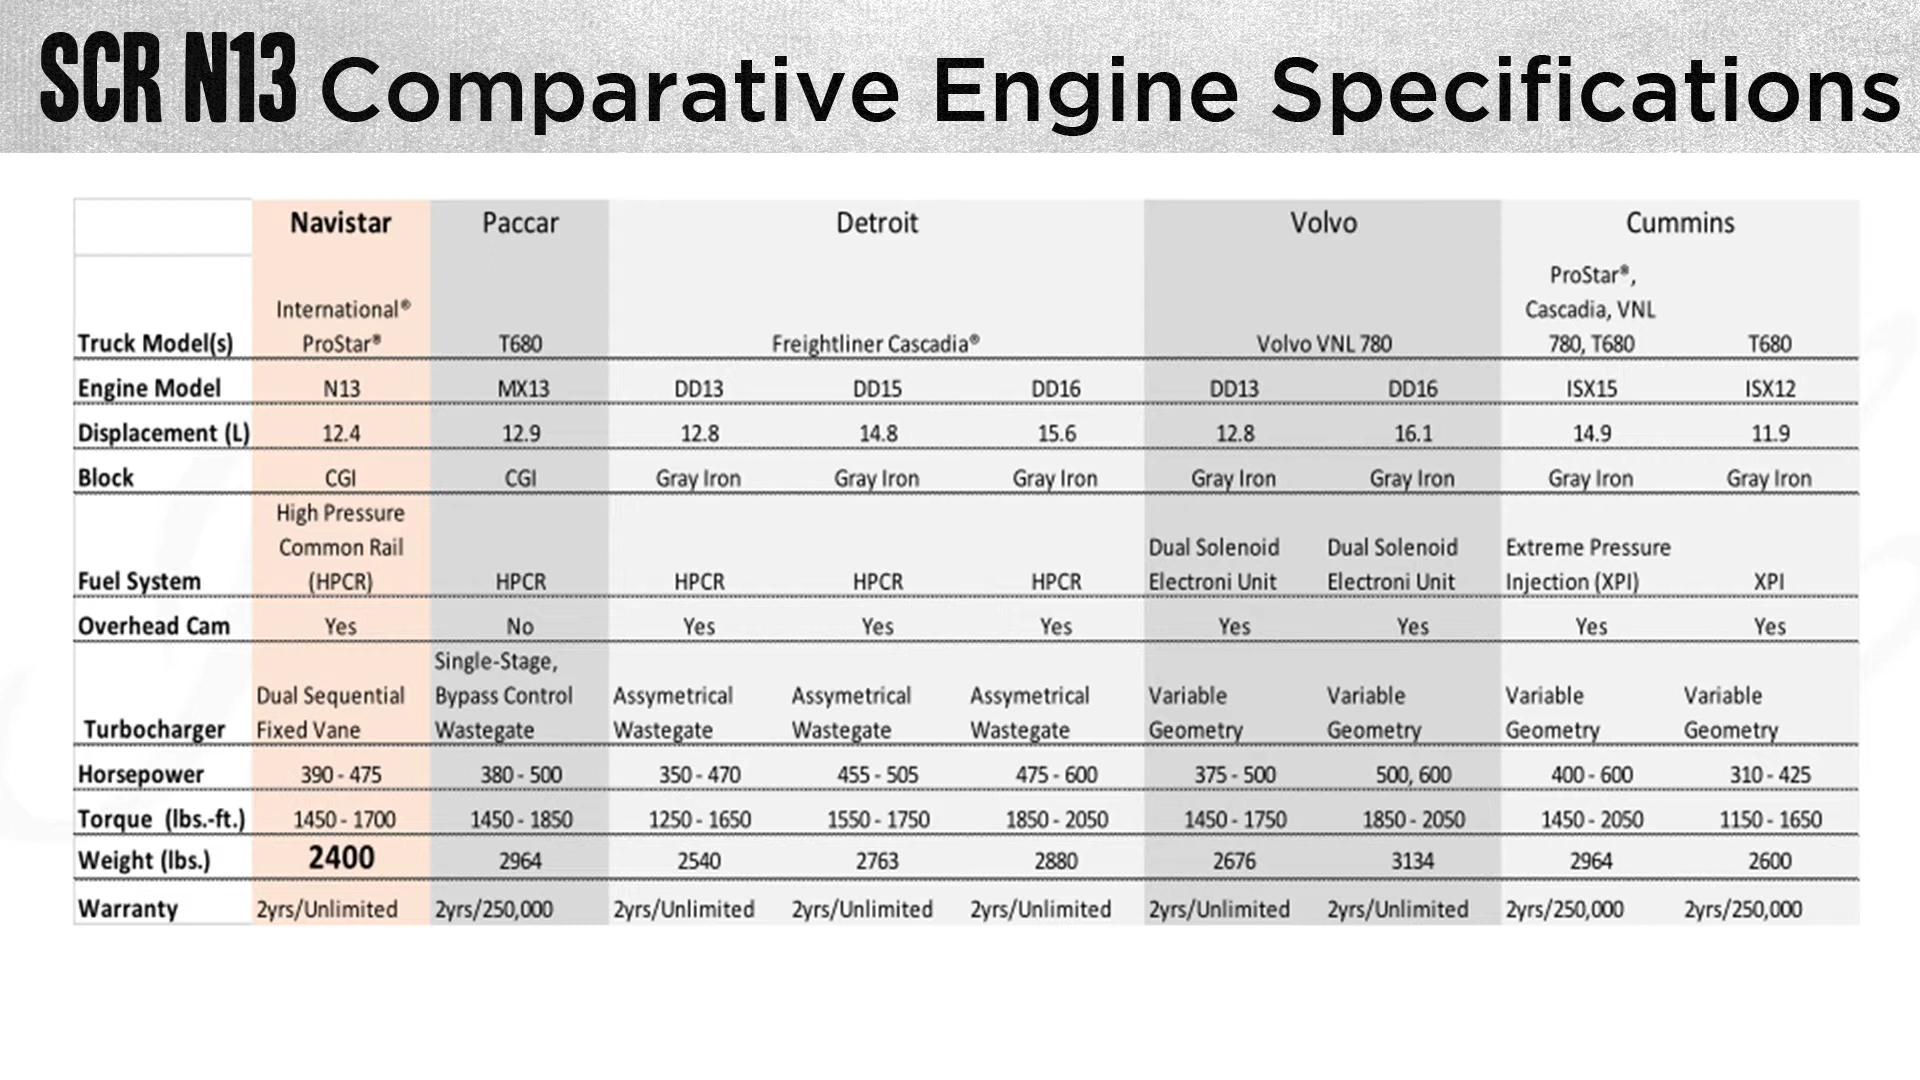 SCR N13 Comparative Engine Specifications
Navistar Paccar Detroit Volvo Cummins
ProStar®,
International® Cascadia, VNL
Truck Model(s) ProStar® T680 Freightliner Cascadia® Volvo VNL 780 780, T680 T680
Engine Model N13 MX13 DD13 DD15 DD16 DD13 DD16 ISX15 ISX12
Displacement (L) 12.4 12.9 12.8 14.8 15.6 12.8 16.1 14.9 11.9
Block CGI CGI Gray Iron Gray Iron Gray Iron Gray Iron Gray Iron Gray Iron Gray Iron
High Pressure
Common Rail Dual Solenoid Dual Solenoid Extreme Pressure
Fuel System (HPCR) HPCR HPCR HPCR HPCR Electroni Unit Electroni Unit Injection (XPI) XPI
Overhead Cam Yes No Yes Yes Yes Yes Yes Yes Yes
Single-Stage,
Dual Sequential Bypass Control Assymetrical Assymetrical Assymetrical Variable Variable Variable Variable
Turbocharger Fixed Vane Wastegate Wastegate Wastegate Wastegate Geometry Geometry Geometry Geometry
Horsepower 390 - 475 380 - 500 350 - 470 455 - 505 475 - 600 375 - 500 500, 600 400 - 600 310 - 425
Torque (lbs.-ft.) 1450 - 1700 1450 - 1850 1250 - 1650 1550 - 1750 1850 - 2050 1450 - 1750 1850 - 2050 1450 - 2050 1150 - 1650
Weight (lbs.) 2400 2964 2540 2763 2880 2676 3134 2964 2600
Warranty 2yrs/Unlimited 2yrs/250,000 2yrs/Unlimited 2yrs/Unlimited 2yrs/Unlimited 2yrs/Unlimited 2yrs/Unlimited 2yrs/250,000 2yrs/250,000